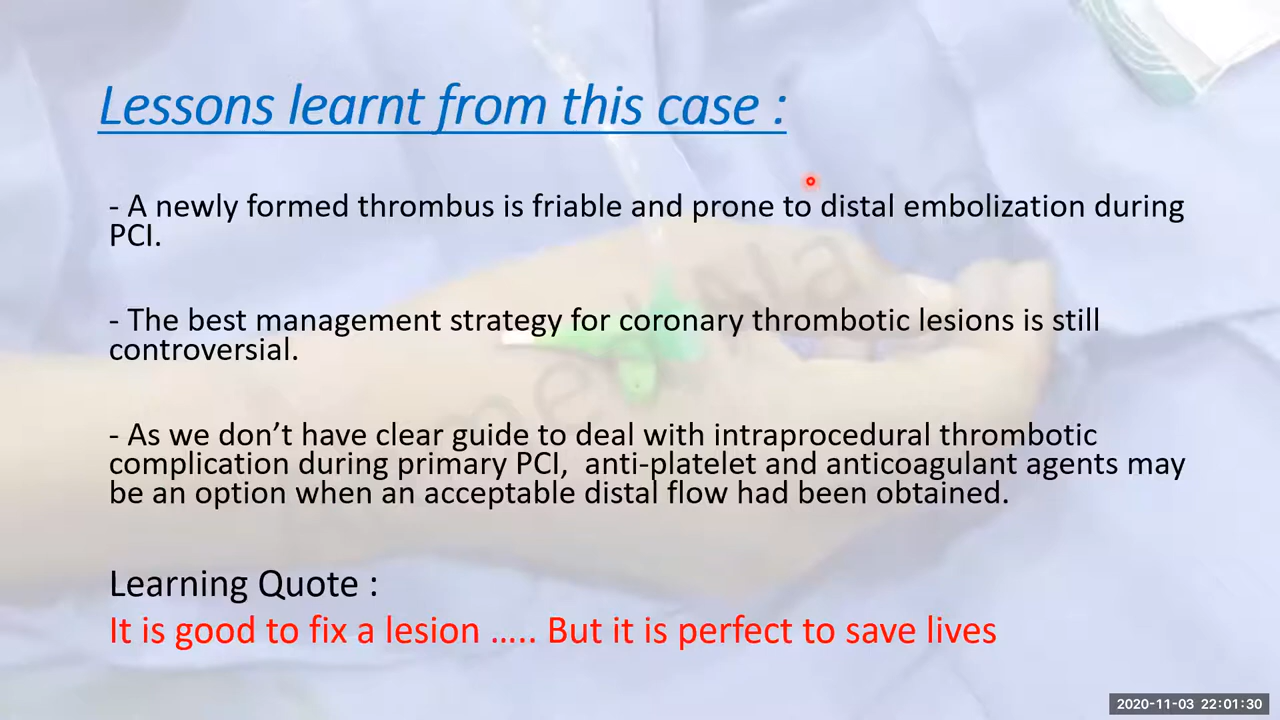 Lessons learnt from this case :
- A newly formed thrombus is friable and prone to distal embolization during
PCI.
- The best management strategy for coronary thrombotic lesions is still
controversial.
- As we don’t have clear guide to deal with intraprocedural thrombotic
complication during primary PCI,  anti-platelet and anticoagulant agents may
be an option when an acceptable distal flow had been obtained.
Learning Quote :
It is good to fix a lesion ….. But it is perfect to save lives
2020-11-03 22:01:30